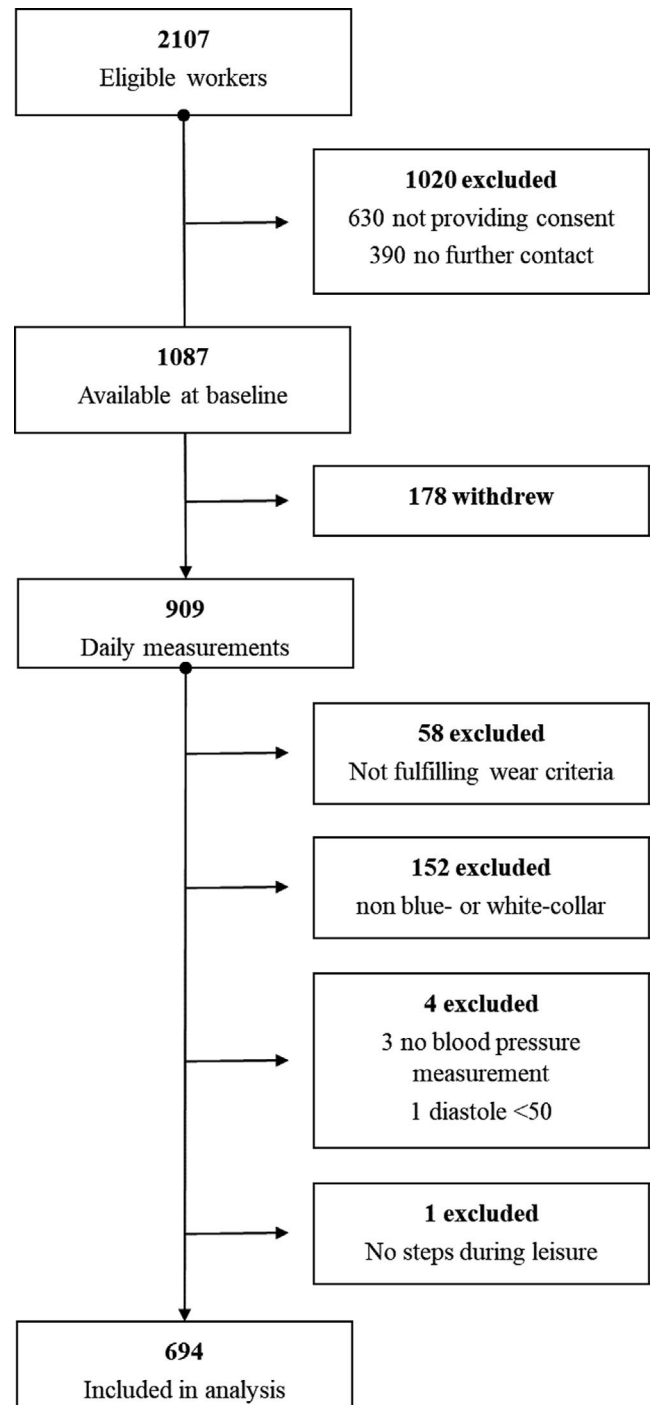 2107
Eligible workers
1020 excluded
630 not providing consent
390 no further contact
1087
Available at baseline
178 withdrew
909
Daily measurements
58 excluded
Not fulfilling wear criteria
152 excluded
non blue- or white-collar
4 excluded
3 no blood pressure
measurement
1 diastole <50
1 excluded
No steps during leisure
694
Included in analysis